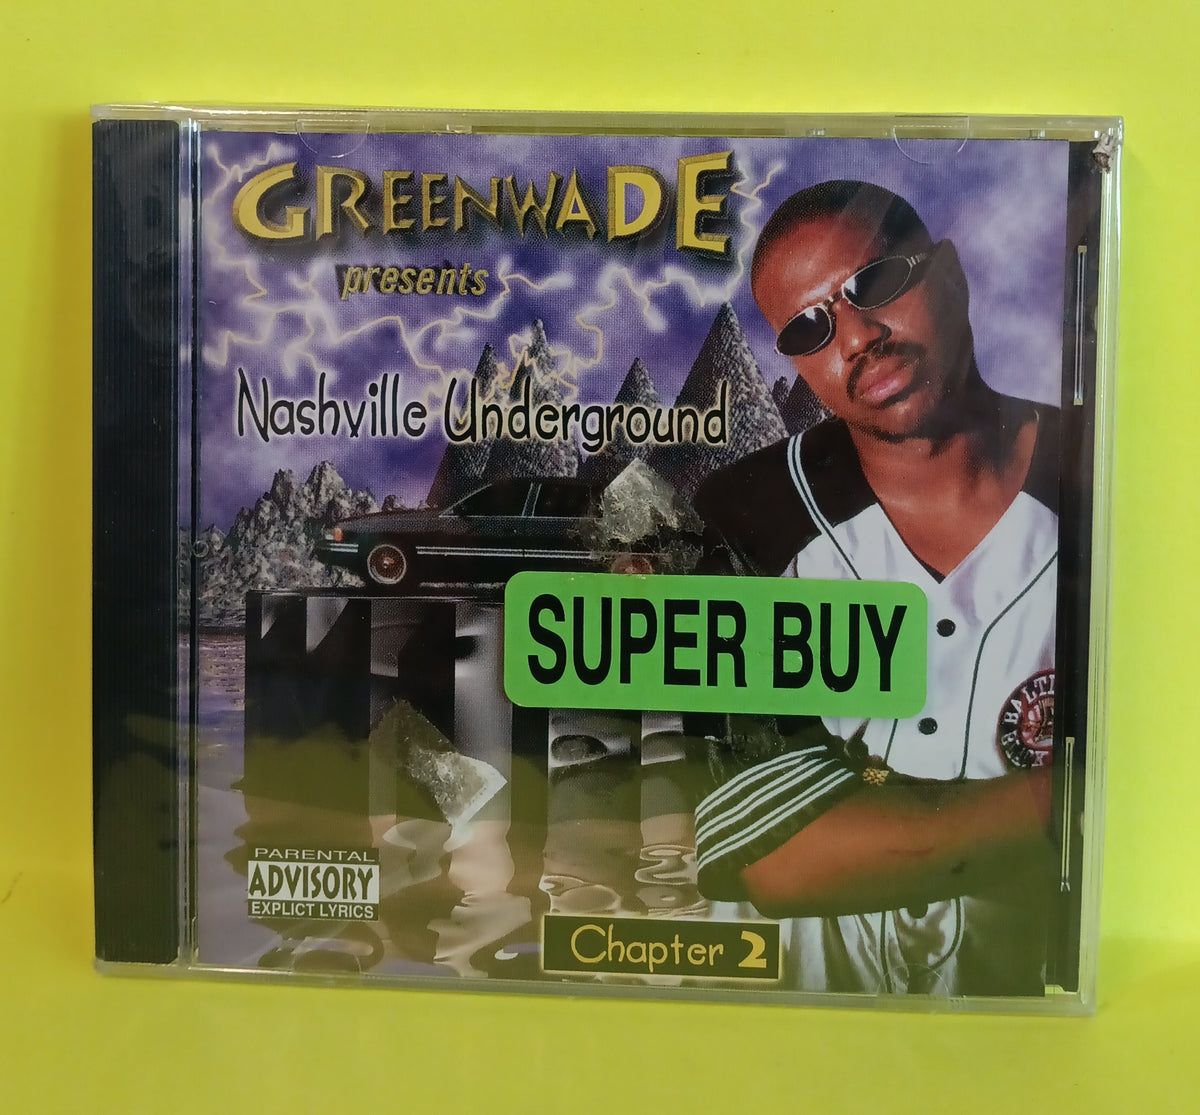 GREENWADE
presents
Nashville Underground
SUPER BUY
PARENTAL
ADVISORY
EXPLICT LYRICS
Chapter 2